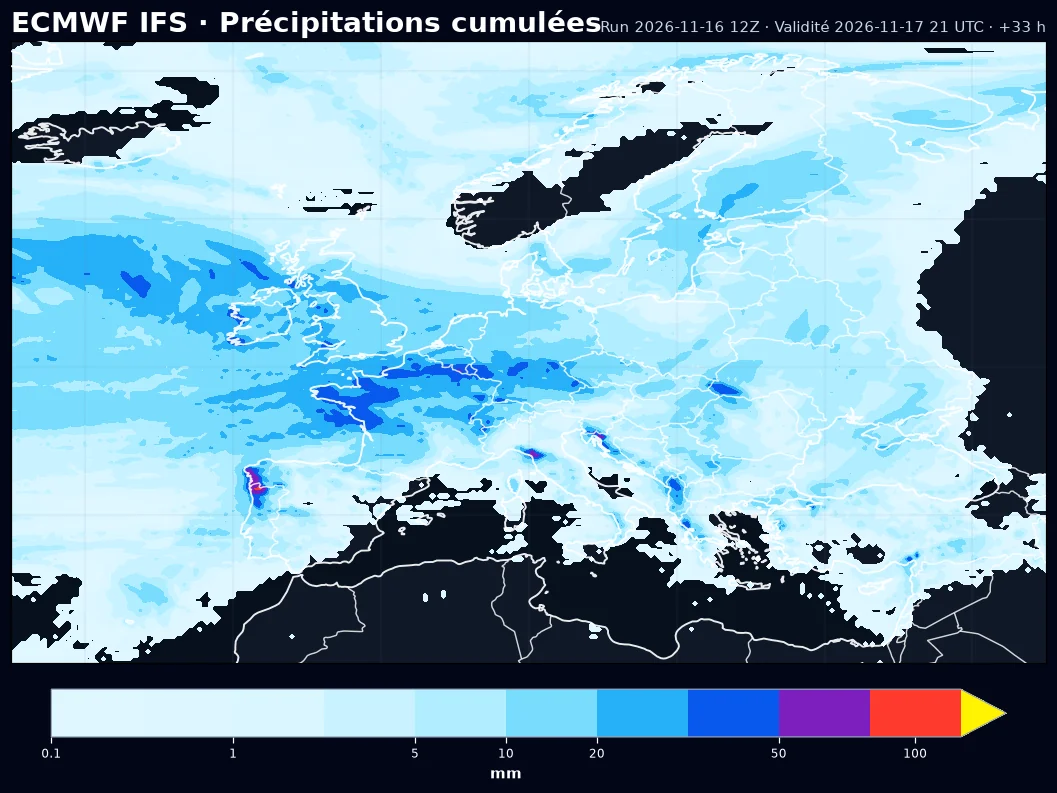 ECMWF IFS · Précipitations cumulées
Run 2026-11-16 12Z · Validité 2026-11-17 21 UTC · +33 h
0.1 1 5 10 20 50 100
mm